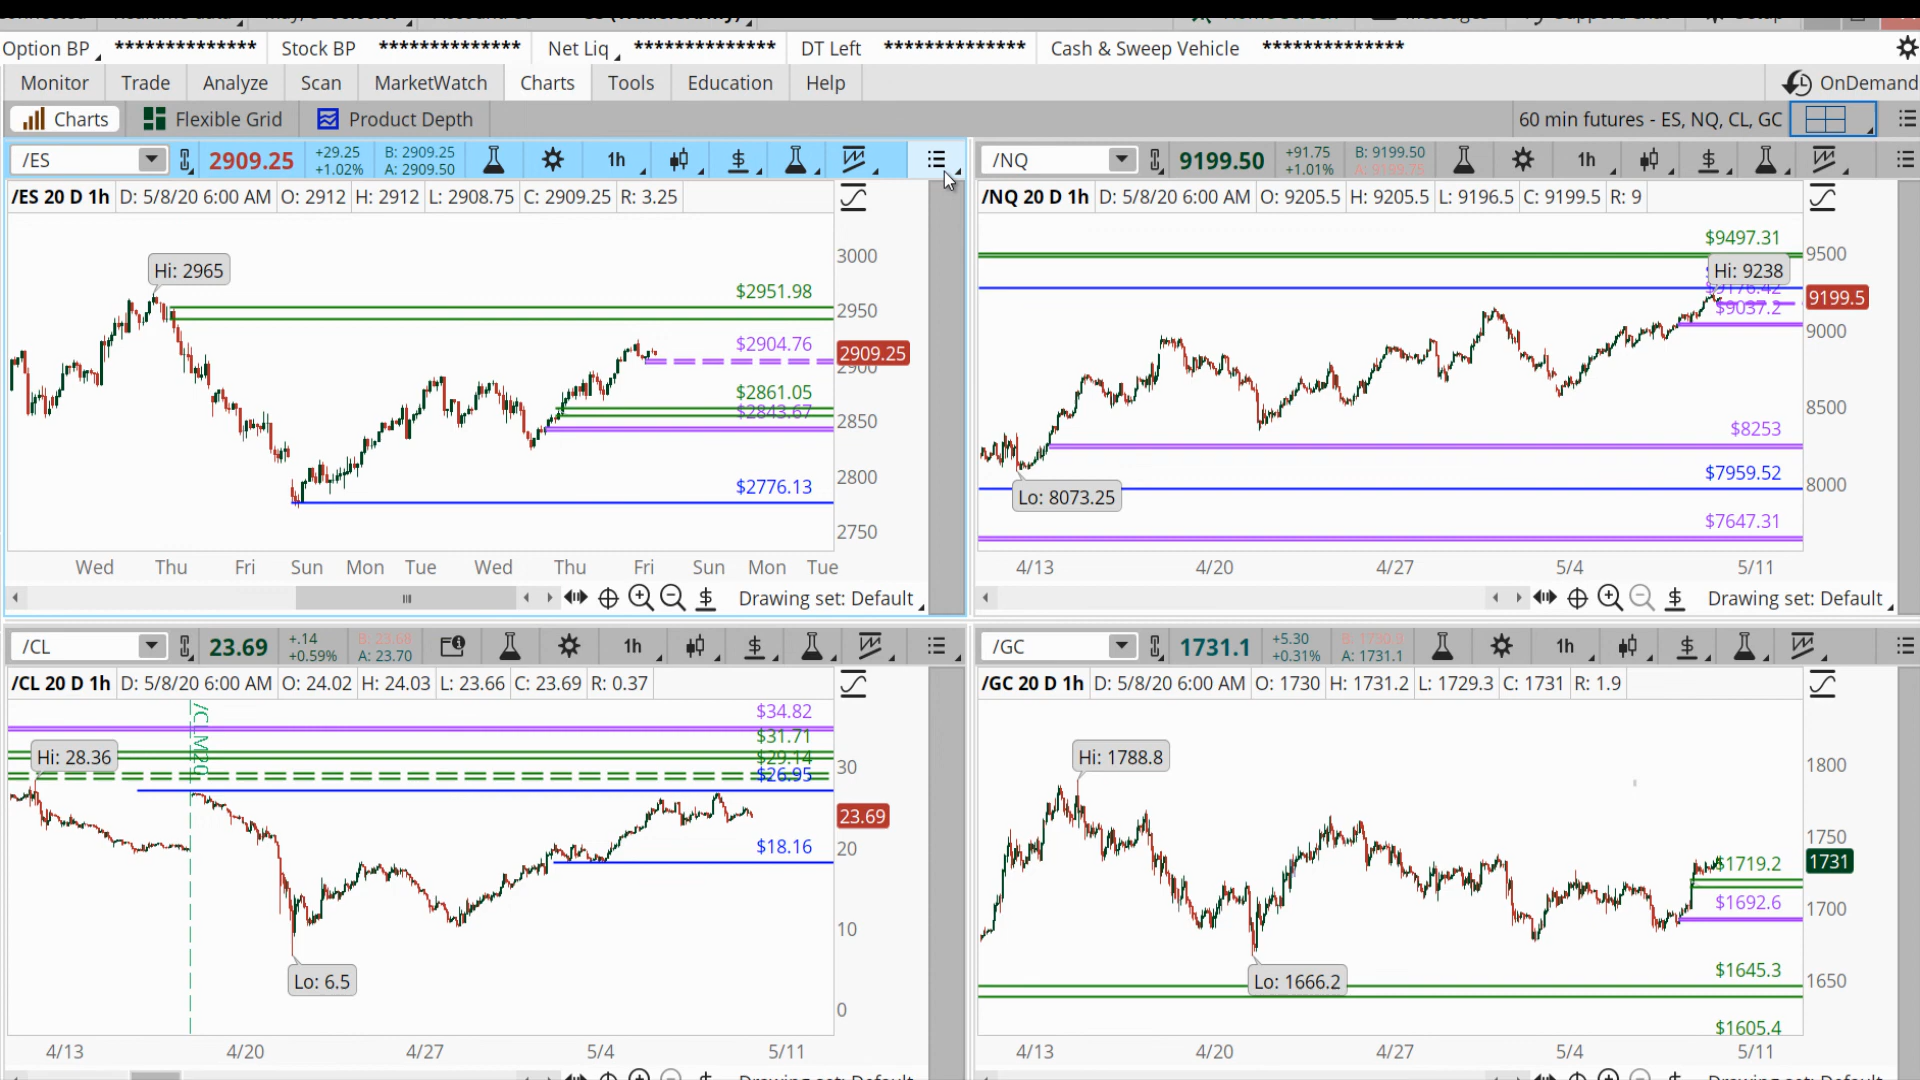 Option BP ************** Stock BP ************** Net Liq ************** DT Left ************** Cash & Sweep Vehicle **************
Monitor Trade Analyze Scan MarketWatch Charts Tools Education Help OnDemand
Charts Flexible Grid Product Depth 60 min futures - ES, NQ, CL, GC
/ES 2909.25 +29.25 +1.02% B: 2909.25 A: 2909.50 1h
/ES 20 D 1h D: 5/8/20 6:00 AM O: 2912 H: 2912 L: 2908.75 C: 2909.25 R: 3.25
Hi: 2965
$2951.98
$2904.76
$2861.05
$2843.67
$2776.13
3000
2950
2909.25
2900
2850
2800
2750
Wed Thu Fri Sun Mon Tue Wed Thu Fri Sun Mon Tue
Drawing set: Default
/NQ 9199.50 +91.75 +1.01% B: 9199.50 A: 9199.75 1h
/NQ 20 D 1h D: 5/8/20 6:00 AM O: 9205.5 H: 9205.5 L: 9196.5 C: 9199.5 R: 9
$9497.31
Hi: 9238
$9037.2
$8253
$7959.52
$7647.31
Lo: 8073.25
9500
9199.5
9000
8500
8000
4/13 4/20 4/27 5/4 5/11
Drawing set: Default
/CL 23.69 +.14 +0.59% B: 23.68 A: 23.70 1h
/CL 20 D 1h D: 5/8/20 6:00 AM O: 24.02 H: 24.03 L: 23.66 C: 23.69 R: 0.37
/CLM20
Hi: 28.36
$34.82
$31.71
$29.14
$26.95
$18.16
Lo: 6.5
30
23.69
20
10
0
4/13 4/20 4/27 5/4 5/11
/GC 1731.1 +5.30 +0.31% A: 1731.1 1h
/GC 20 D 1h D: 5/8/20 6:00 AM O: 1730 H: 1731.2 L: 1729.3 C: 1731 R: 1.9
Hi: 1788.8
$1719.2
$1692.6
$1645.3
$1605.4
Lo: 1666.2
1800
1750
1731
1700
1650
4/13 4/20 4/27 5/4 5/11